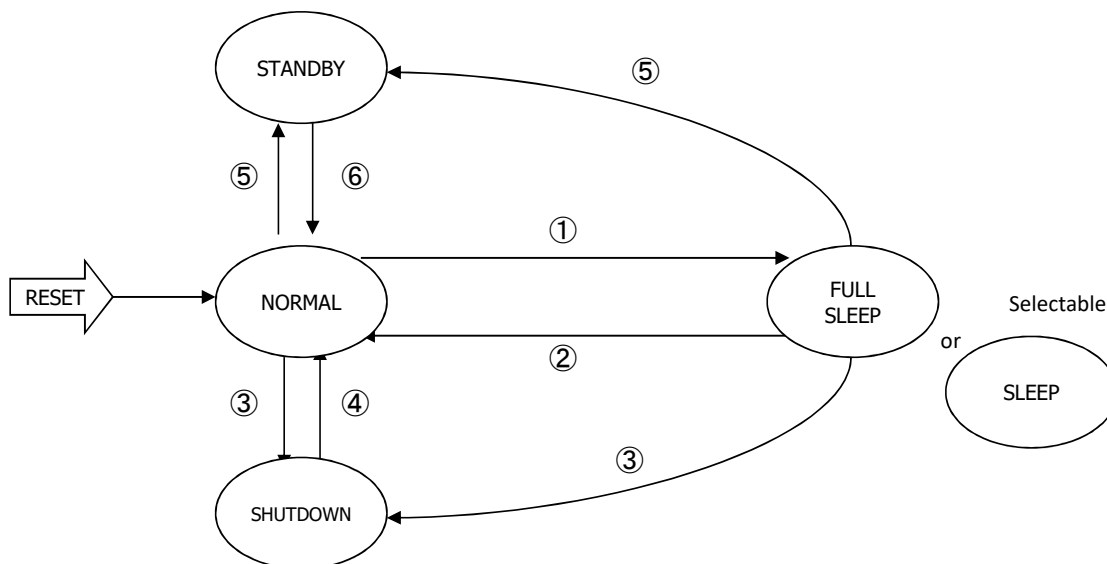 STANDBY
⑤
⑤
⑥
①
RESET
NORMAL
FULL
SLEEP
Selectable
or
②
③
④
SLEEP
③
SHUTDOWN